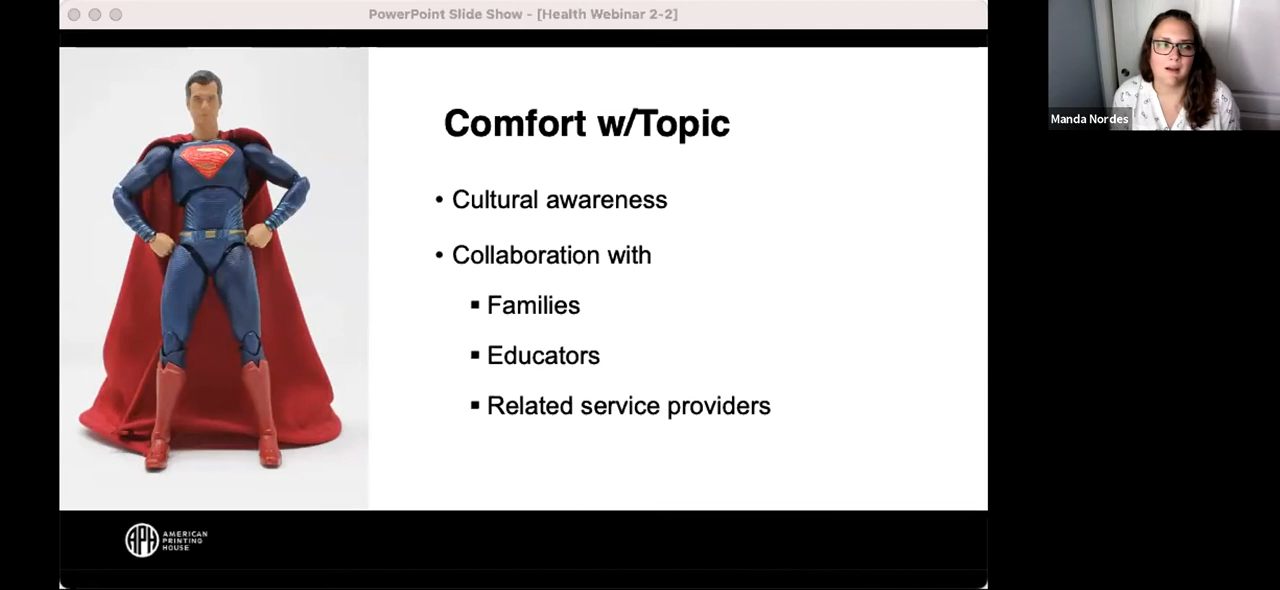 PowerPoint Slide Show - [Health Webinar 2-2]
Comfort w/Topic
• Cultural awareness
• Collaboration with
▪ Families
▪ Educators
▪ Related service providers
Manda Nordes
APH
AMERICAN
PRINTING
HOUSE